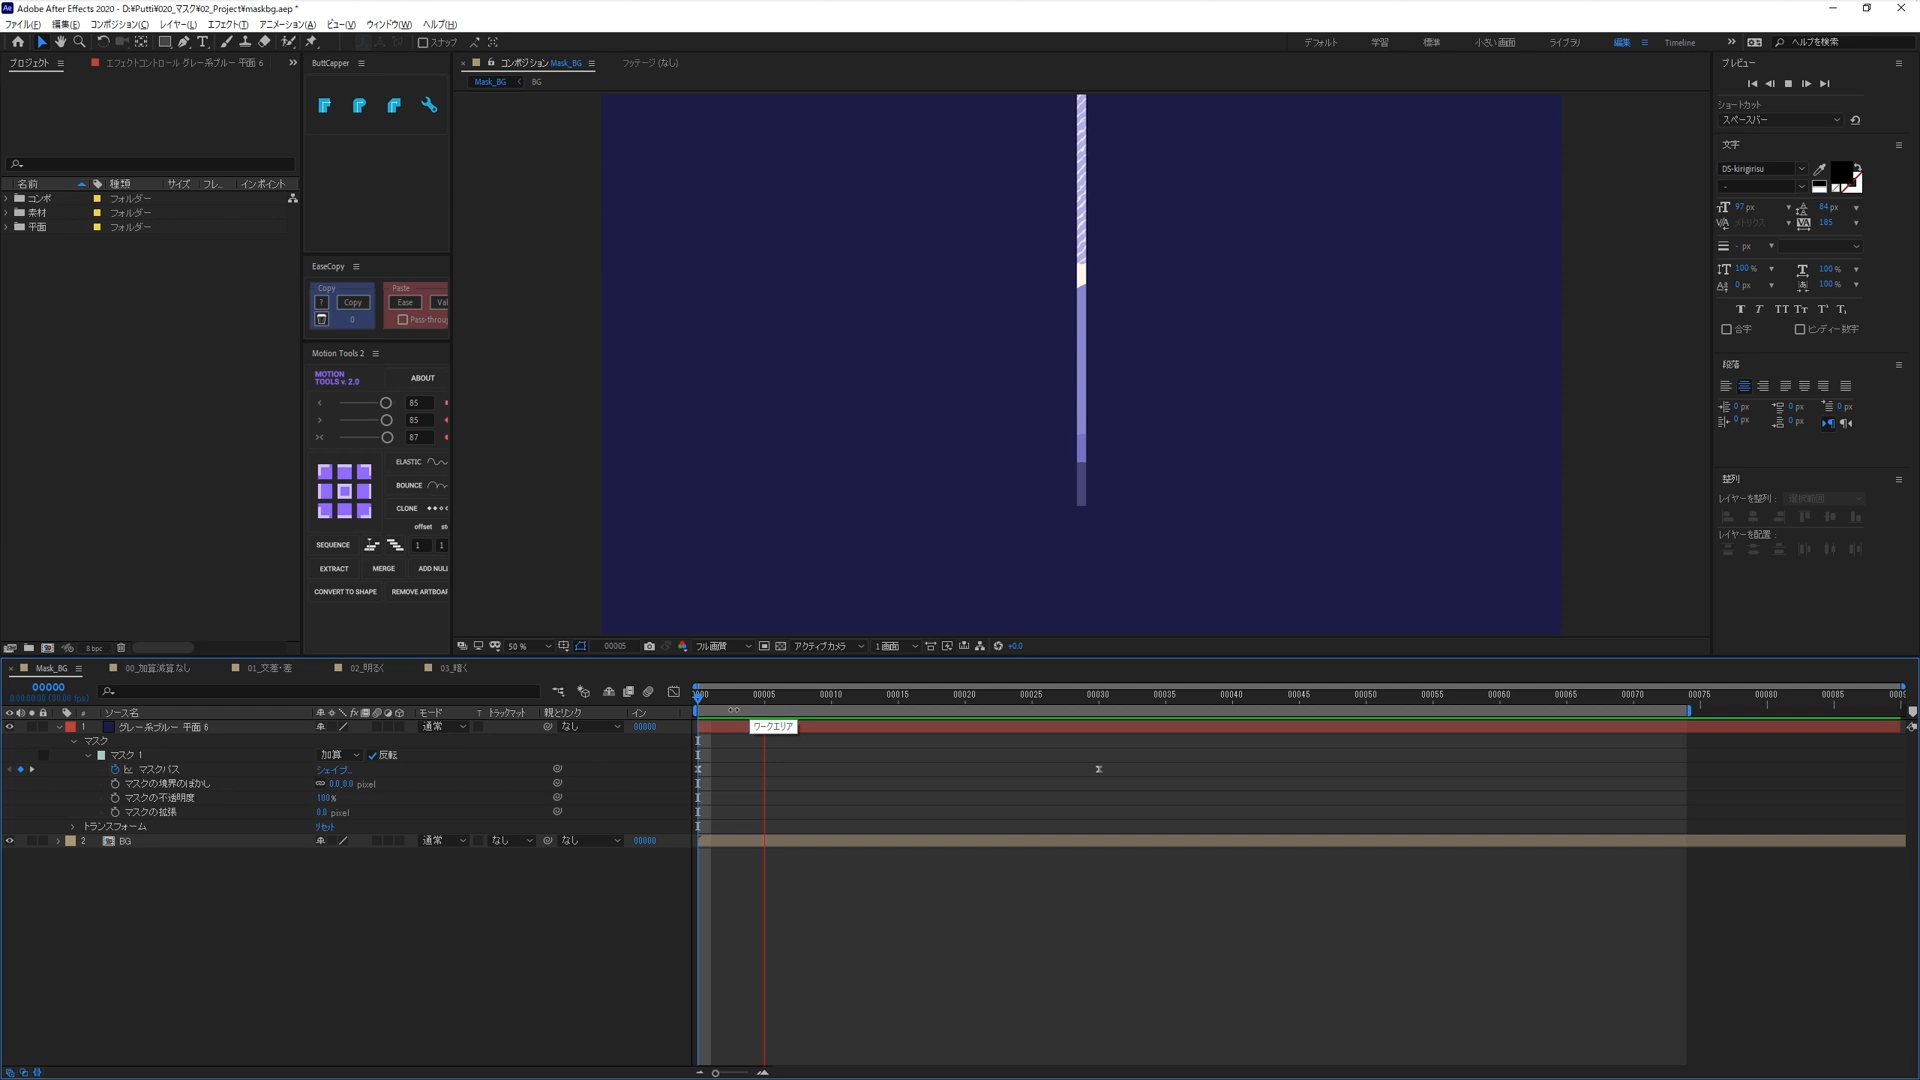 Adobe After Effects 2020 - D:¥Putti¥020_マスク¥02_Project¥maskbg.aep *
ファイル(F) 編集(E) コンポジション(C) レイヤー(L) エフェクト(T) アニメーション(A) ビュー(V) ウィンドウ(W) ヘルプ(H)
スナップ
デフォルト 学習 標準 小さい画面 ライブラリ 編集 Timeline ヘルプを検索
プロジェクト エフェクトコントロール グレー系ブルー 平面 6
名前 種類 サイズ フレ... インポイント
コンポ フォルダー
素材 フォルダー
平面 フォルダー
8 bpc
ButtCapper
EaseCopy
Copy Paste
? Copy Ease Val
0 Pass-throug
Motion Tools 2
MOTION
TOOLS v. 2.0
ABOUT
85
85
87
ELASTIC
BOUNCE
CLONE
offset st
SEQUENCE 1 1
EXTRACT MERGE ADD NULL
CONVERT TO SHAPE REMOVE ARTBOAR
コンポジション Mask_BG フッテージ (なし)
Mask_BG BG
50 % 00005 フル画質 アクティブカメラ 1 画面 +0.0
プレビュー
ショートカット
スペースバー
文字
DS-kirigirisu
-
97 px 84 px
メトリクス 185
- px
100 % 100 %
0 px 100 %
合字 ヒンディー数字
段落
0 px 0 px 0 px
0 px 0 px
整列
レイヤーを整列: 選択範囲
レイヤーを配置:
Mask_BG 00_加算減算なし 01_交差・差 02_明るく 03_暗く
00000
0:00:00:00 (30.00 fps)
000 00005 00010 00015 00020 00025 00030 00035 00040 00045 00050 00055 00060 00065 00070 00075 00080 00085 0009
# ソース名 モード T トラックマット 親とリンク イン
1 グレー系ブルー 平面 6 通常 なし 00000
ワークエリア
マスク
マスク 1 加算 反転
マスクパス シェイプ...
マスクの境界のぼかし 0.0,0.0 pixel
マスクの不透明度 100%
マスクの拡張 0.0 pixel
トランスフォーム リセット
2 BG 通常 なし なし 00000